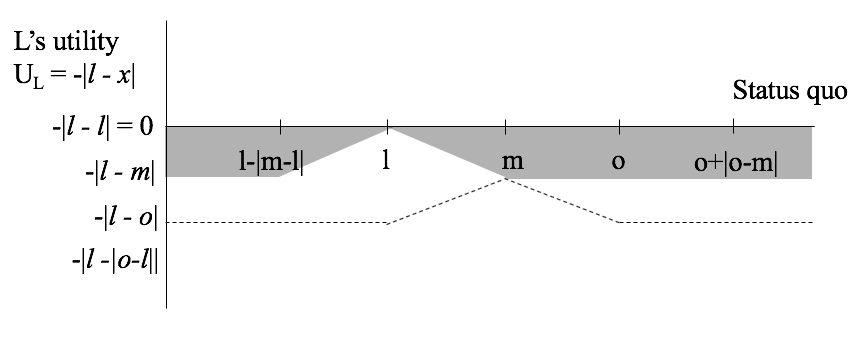 L's utility
U_L = -|l - x|
Status quo
-|l - l| = 0
l-|m-l|
l
m
o
o+|o-m|
-|l - m|
-|l - o|
-|l -|o-l||